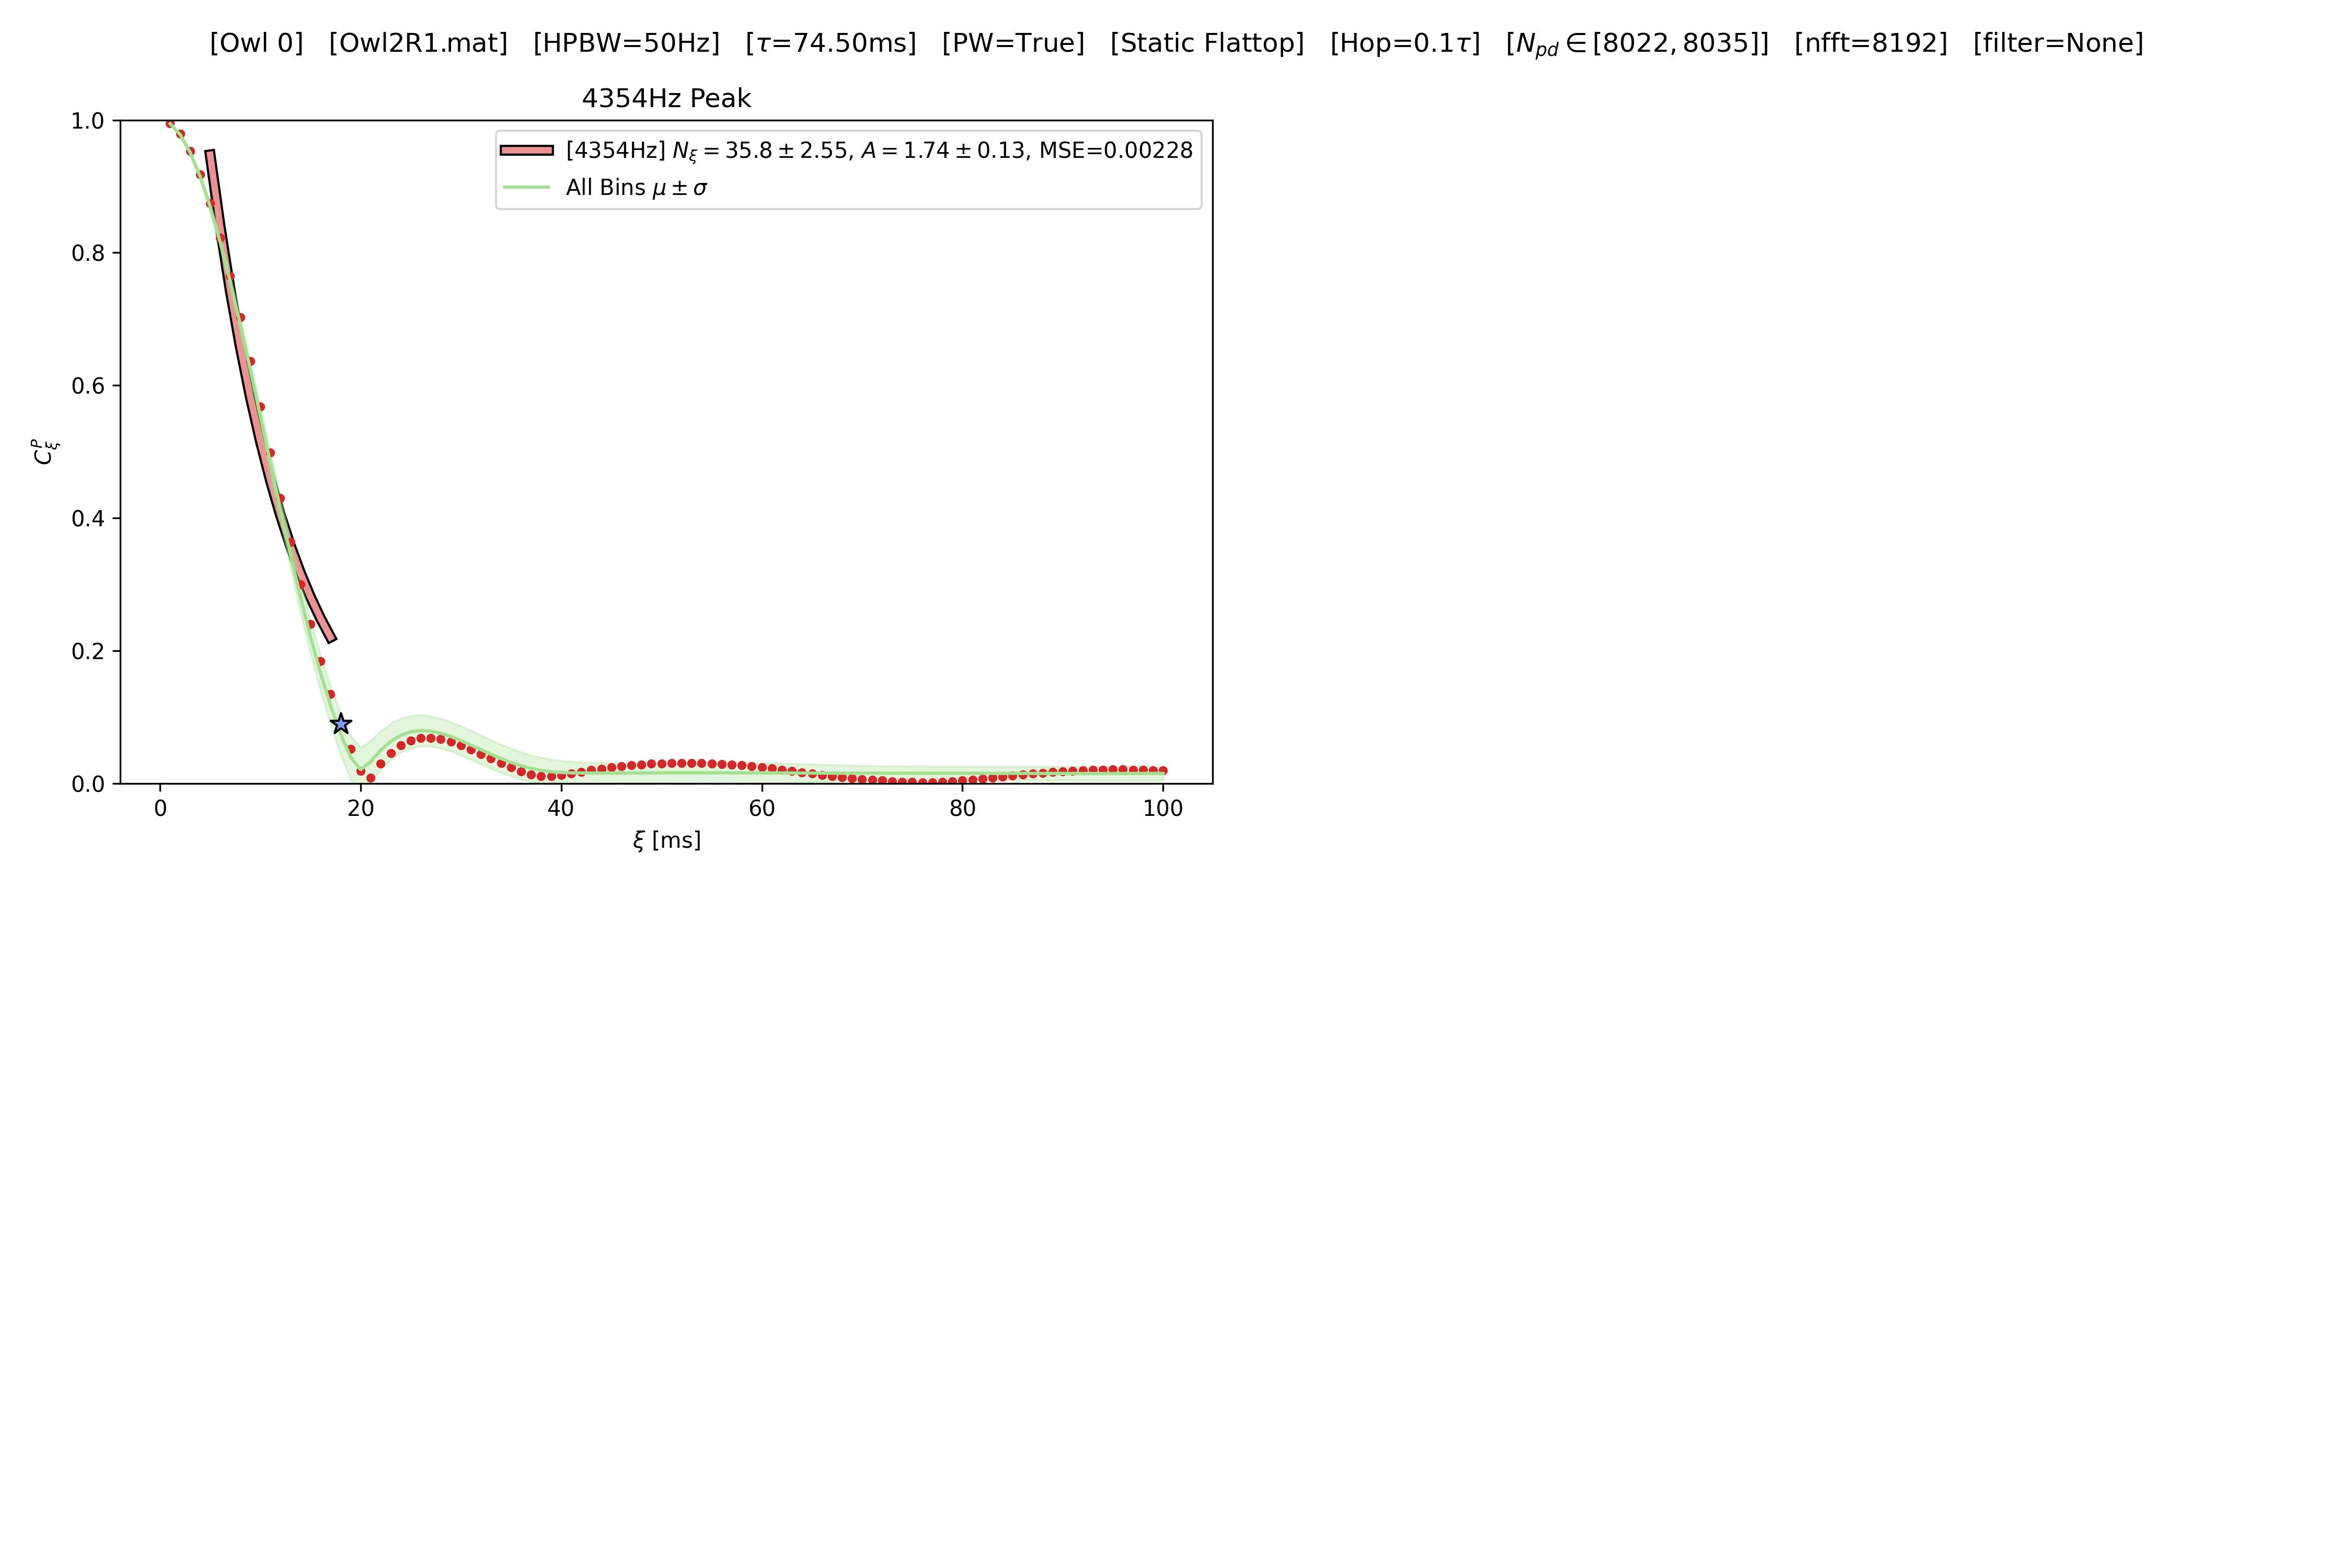 [Owl 0] [Owl2R1.mat] [HPBW=50Hz] [τ=74.50ms] [PW=True] [Static Flattop] [Hop=0.1τ] [N_pd ∈ [8022, 8035]] [nfft=8192] [filter=None]
4354Hz Peak
[4354Hz] N_ξ = 35.8 ± 2.55, A = 1.74 ± 0.13, MSE=0.00228
All Bins μ ± σ
1.0
0.8
0.6
0.4
0.2
0.0
C_ξ^P
0 20 40 60 80 100
ξ [ms]